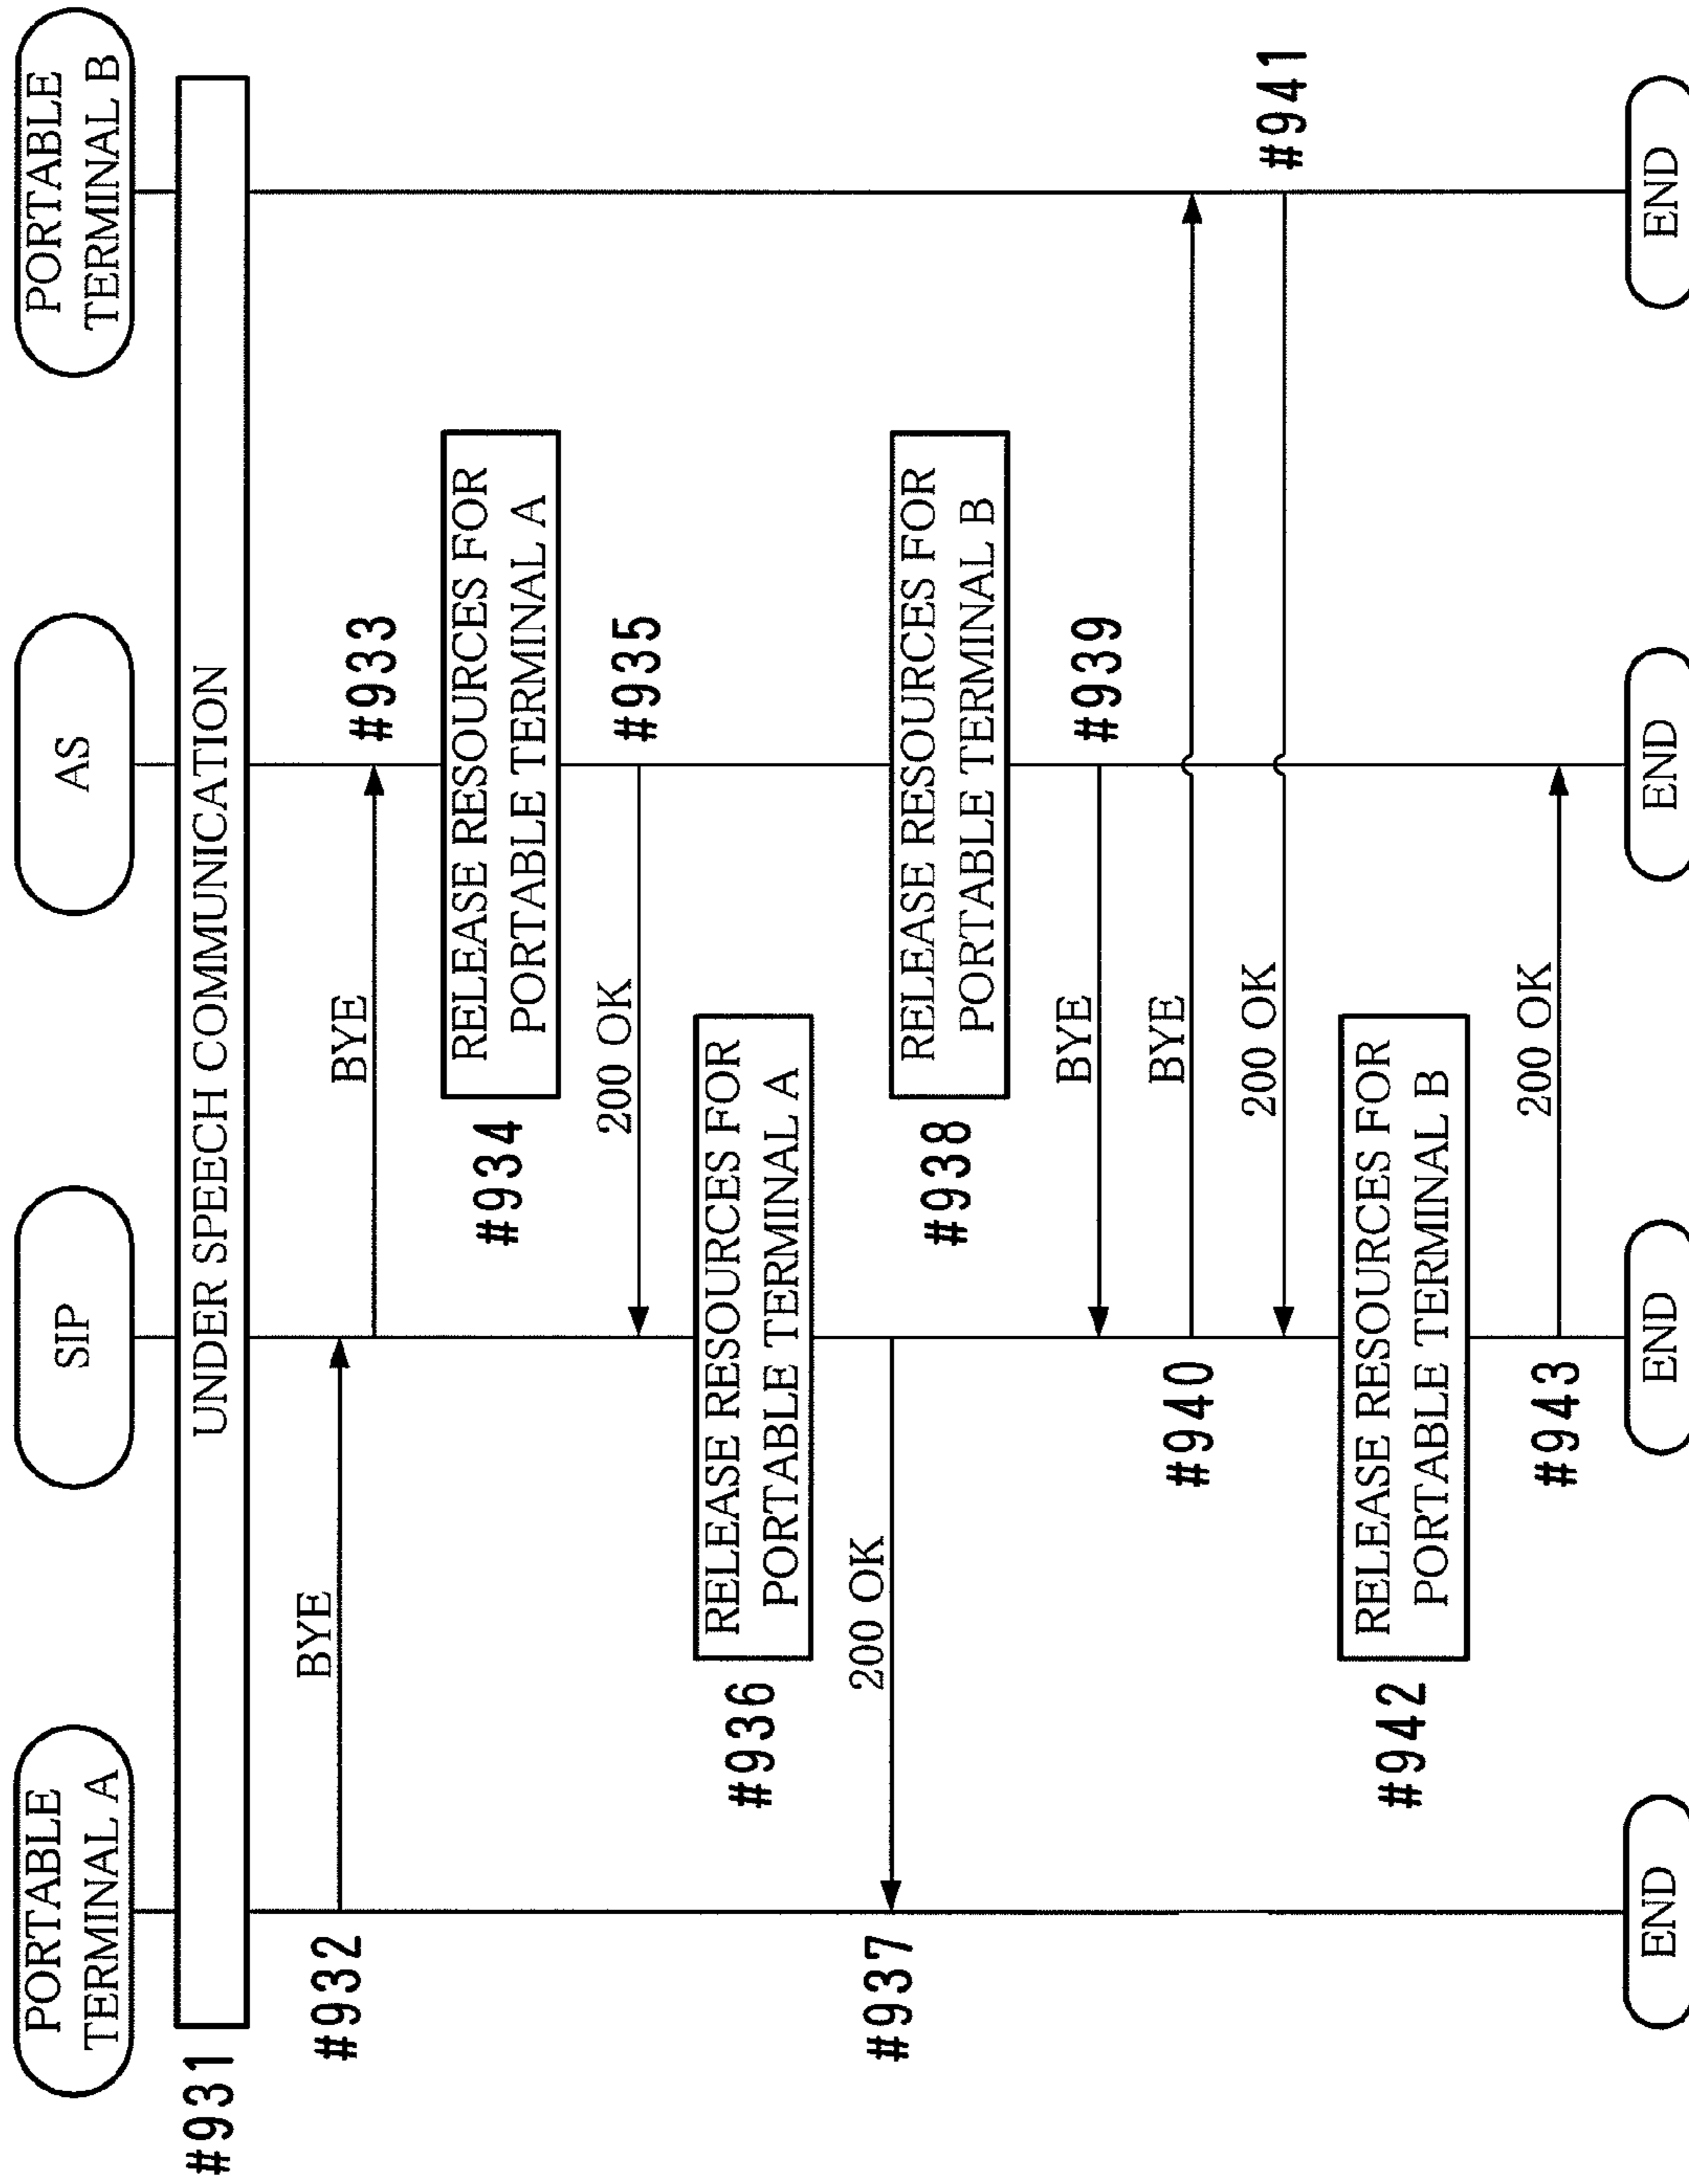 PORTABLE
TERMINAL A
SIP
AS
PORTABLE
TERMINAL B
#931
UNDER SPEECH COMMUNICATION
#932
BYE
BYE
#933
#934
RELEASE RESOURCES FOR
PORTABLE TERMINAL A
200 OK
#935
#936
RELEASE RESOURCES FOR
PORTABLE TERMINAL A
#937
200 OK
#938
RELEASE RESOURCES FOR
PORTABLE TERMINAL B
BYE
#939
#940
BYE
200 OK
#941
#942
RELEASE RESOURCES FOR
PORTABLE TERMINAL B
#943
200 OK
END
END
END
END